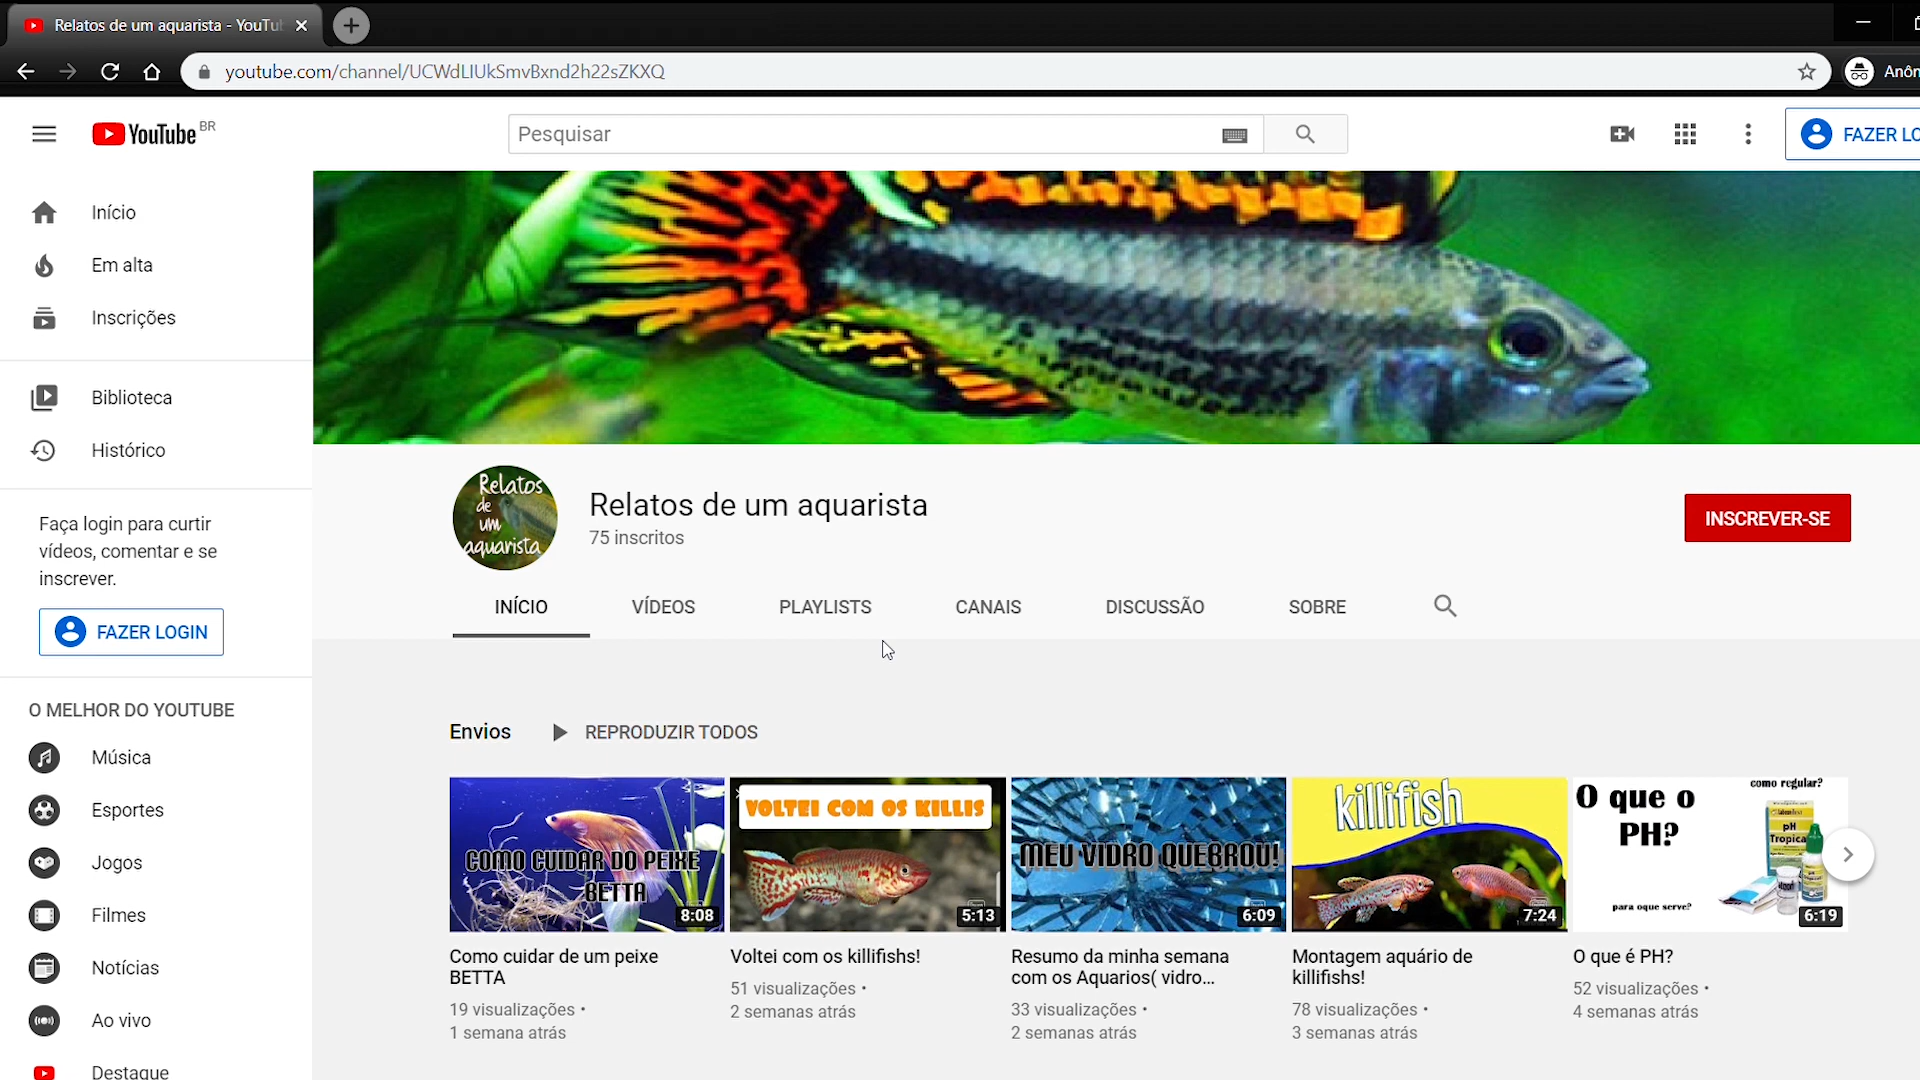 Relatos de um aquarista - YouTu
youtube.com/channel/UCWdLIUkSmvBxnd2h22sZKXQ
Anôn
YouTube BR
Pesquisar
FAZER LO
Início
Em alta
Inscrições
Biblioteca
Histórico
Faça login para curtir
vídeos, comentar e se
inscrever.
FAZER LOGIN
O MELHOR DO YOUTUBE
Música
Esportes
Jogos
Filmes
Notícias
Ao vivo
Destaque
Relatos
de
um
aquarista
Relatos de um aquarista
75 inscritos
INSCREVER-SE
INÍCIO
VÍDEOS
PLAYLISTS
CANAIS
DISCUSSÃO
SOBRE
Envios
REPRODUZIR TODOS
COMO CUIDAR DO PEIXE
BETTA
8:08
Como cuidar de um peixe
BETTA
19 visualizações •
1 semana atrás
VOLTEI COM OS KILLIS
5:13
Voltei com os killifishs!
51 visualizações •
2 semanas atrás
MEU VIDRO QUEBROU!
6:09
Resumo da minha semana
com os Aquarios( vidro...
33 visualizações •
2 semanas atrás
killifish
7:24
Montagem aquário de
killifishs!
78 visualizações •
3 semanas atrás
O que o
PH?
como regular?
pH
Tropica
para oque serve?
6:19
O que é PH?
52 visualizações •
4 semanas atrás